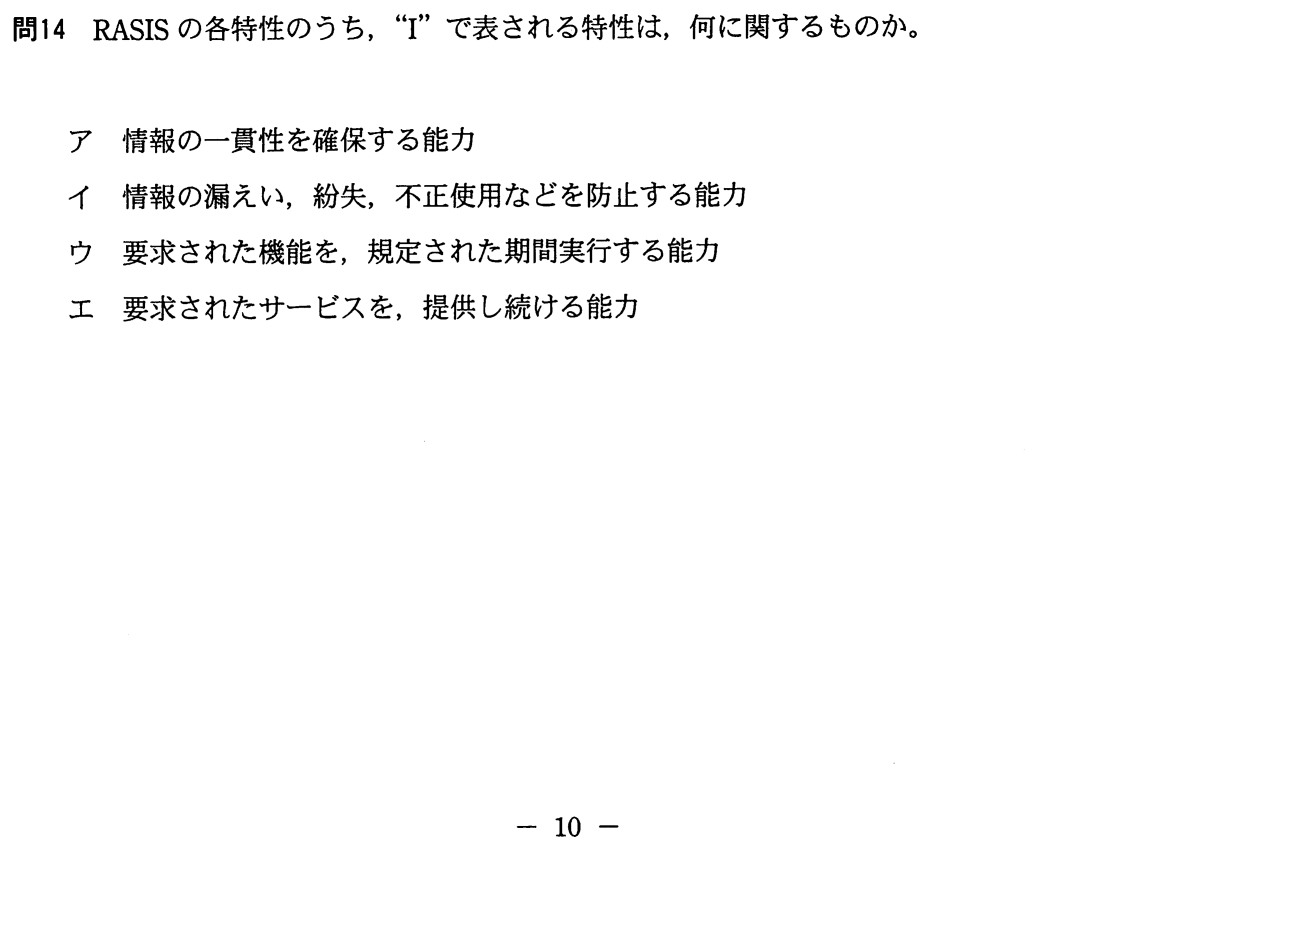 問14 RASISの各特性のうち，“I”で表される特性は，何に関するものか。
ア 情報の一貫性を確保する能力
イ 情報の漏えい，紛失，不正使用などを防止する能力
ウ 要求された機能を，規定された期間実行する能力
エ 要求されたサービスを，提供し続ける能力
－ 10 －